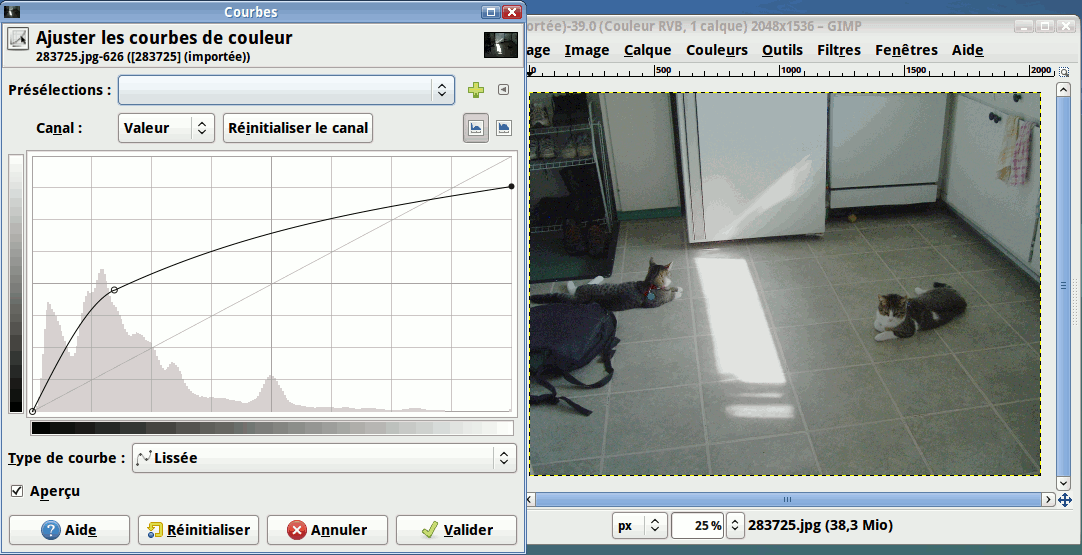 Courbes
Ajuster les courbes de couleur
283725.jpg-626 ([283725] (importée))
Présélections :
Canal :
Valeur
Réinitialiser le canal
Type de courbe :
Lissée
Aperçu
Aide
Réinitialiser
Annuler
Valider
ortée)-39.0 (Couleur RVB, 1 calque) 2048x1536 – GIMP
age Image Calque Couleurs Outils Filtres Fenêtres Aide
0 500 1000 1500 2000
px
25 %
283725.jpg (38,3 Mio)